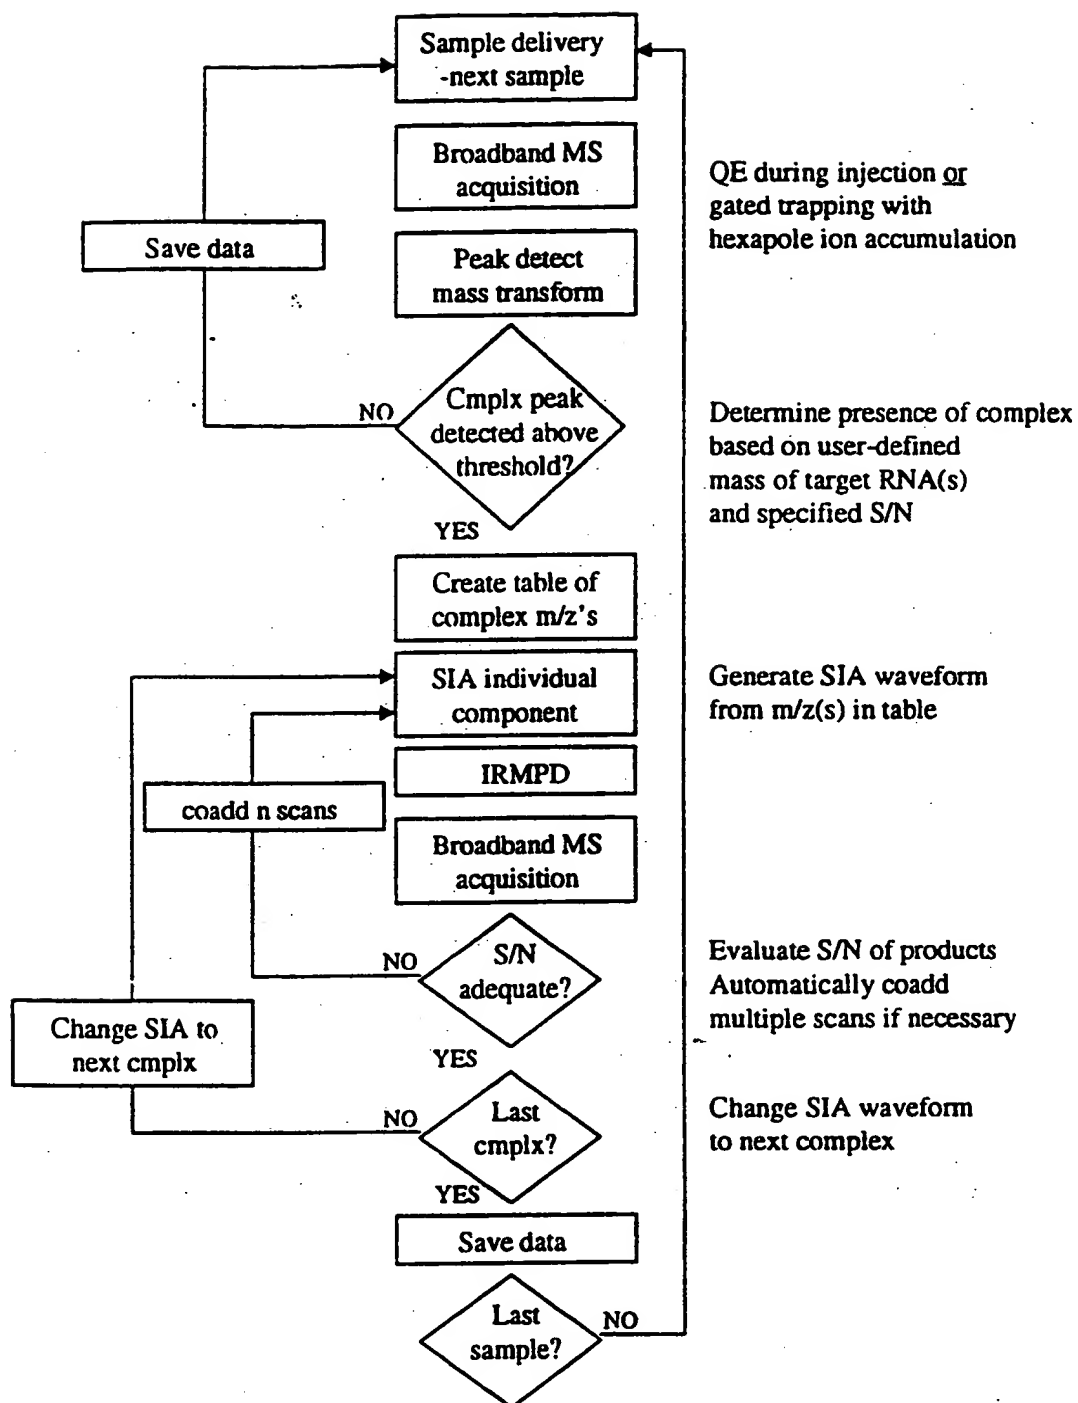 Sample delivery
-next sample
Broadband MS
acquisition
QE during injection or
gated trapping with
hexapole ion accumulation
Save data
Peak detect
mass transform
NO
Cmplx peak
detected above
threshold?
Determine presence of complex
based on user-defined
mass of target RNA(s)
and specified S/N
YES
Create table of
complex m/z's
SIA individual
component
Generate SIA waveform
from m/z(s) in table
IRMPD
coadd n scans
Broadband MS
acquisition
NO
S/N
adequate?
Evaluate S/N of products
Automatically coadd
multiple scans if necessary
Change SIA to
next cmplx
YES
NO
Last
cmplx?
Change SIA waveform
to next complex
YES
Save data
Last
sample?
NO